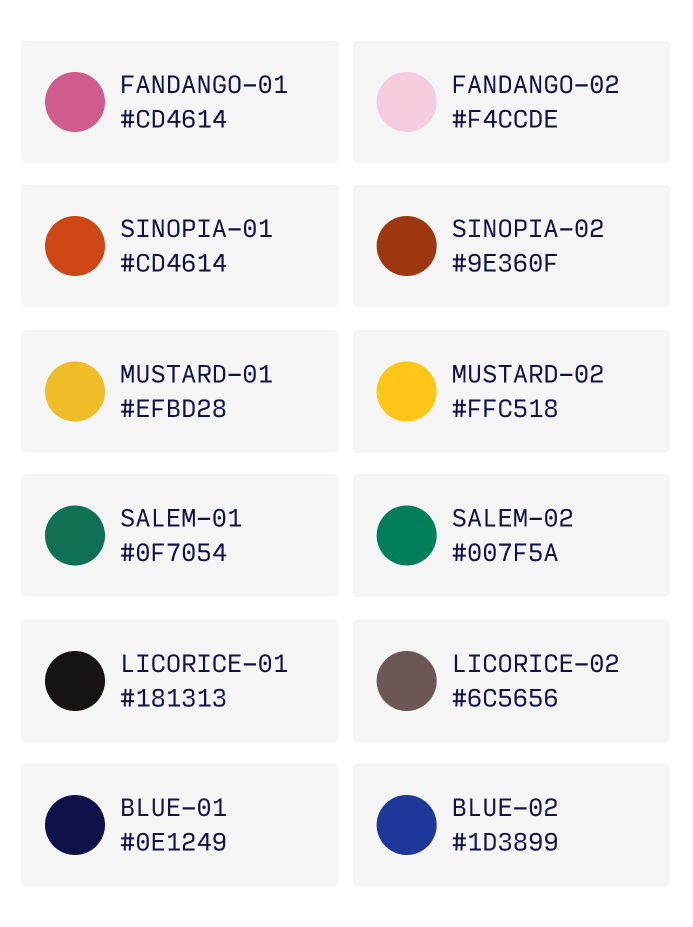 FANDANGO–01
#CD4614
FANDANGO–02
#F4CCDE
SINOPIA–01
#CD4614
SINOPIA–02
#9E360F
MUSTARD–01
#EFBD28
MUSTARD–02
#FFC518
SALEM–01
#0F7054
SALEM–02
#007F5A
LICORICE–01
#181313
LICORICE–02
#6C5656
BLUE–01
#0E1249
BLUE–02
#1D3899